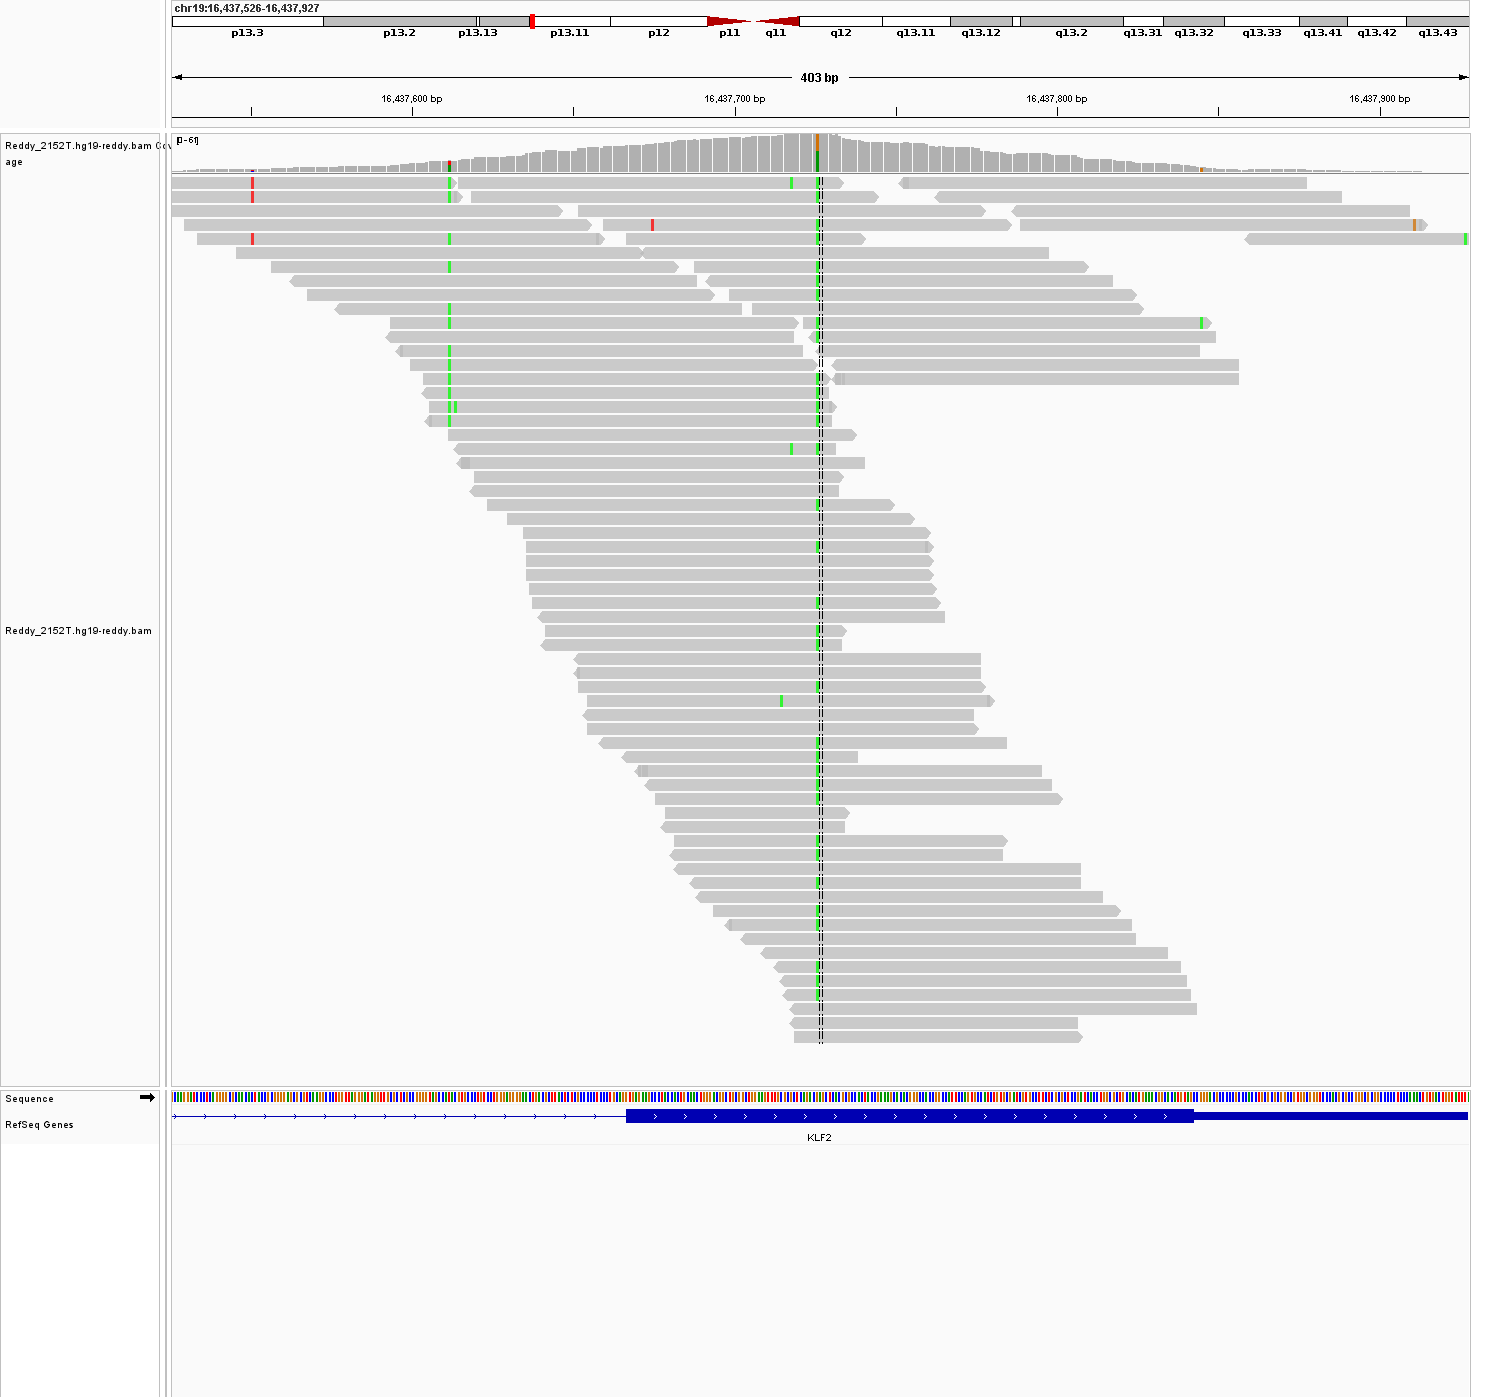 chr19:16,437,526-16,437,927
p13.3 p13.2 p13.13 p13.11 p12 p11 q11 q12 q13.11 q13.12 q13.2 q13.31 q13.32 q13.33 q13.41 q13.42 q13.43
403 bp
16,437,600 bp 16,437,700 bp 16,437,800 bp 16,437,900 bp
Reddy_2152T.hg19-reddy.bam Cov
age
[0-61]
Reddy_2152T.hg19-reddy.bam
Sequence
RefSeq Genes
KLF2